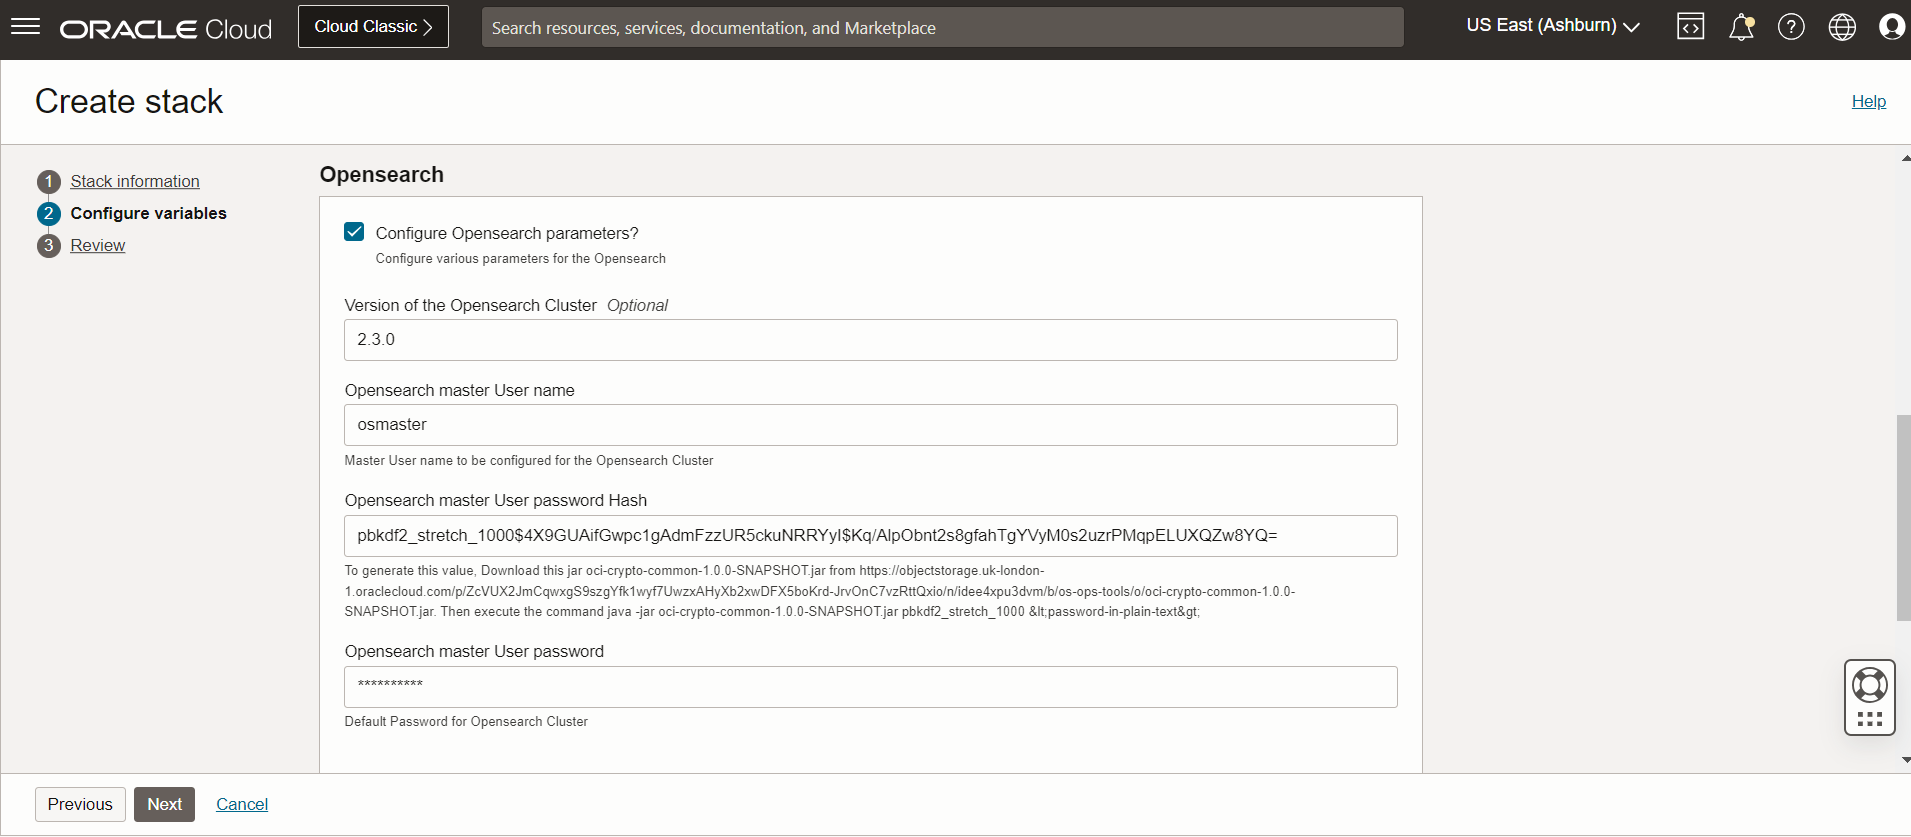 ORACLE Cloud
Cloud Classic
Search resources, services, documentation, and Marketplace
US East (Ashburn)
Create stack
Help
1 Stack information
2 Configure variables
3 Review
Opensearch
Configure Opensearch parameters?
Configure various parameters for the Opensearch
Version of the Opensearch Cluster Optional
2.3.0
Opensearch master User name
osmaster
Master User name to be configured for the Opensearch Cluster
Opensearch master User password Hash
pbkdf2_stretch_1000$4X9GUAifGwpc1gAdmFzzUR5ckuNRRYyI$Kq/AlpObnt2s8gfahTgYVyM0s2uzrPMqpELUXQZw8YQ=
To generate this value, Download this jar oci-crypto-common-1.0.0-SNAPSHOT.jar from https://objectstorage.uk-london-
1.oraclecloud.com/p/ZcVUX2JmCqwxgS9szgYfk1wyf7UwzxAHyXb2xwDFX5boKrd-JrvOnC7vzRttQxio/n/idee4xpu3dvm/b/os-ops-tools/o/oci-crypto-common-1.0.0-
SNAPSHOT.jar. Then execute the command java -jar oci-crypto-common-1.0.0-SNAPSHOT.jar pbkdf2_stretch_1000 &lt;password-in-plain-text&gt;
Opensearch master User password
**********
Default Password for Opensearch Cluster
Previous
Next
Cancel